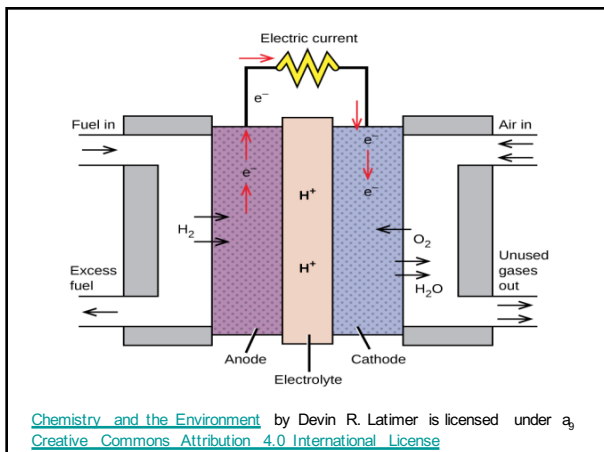 Electric current
e⁻
Fuel in
Air in
e⁻
e⁻
H⁺
e⁻
H₂
O₂
Excess
fuel
H⁺
Unused
gases
out
H₂O
Anode
Cathode
Electrolyte
Chemistry and the Environment by Devin R. Latimer is licensed under a
9
Creative Commons Attribution 4.0 International License